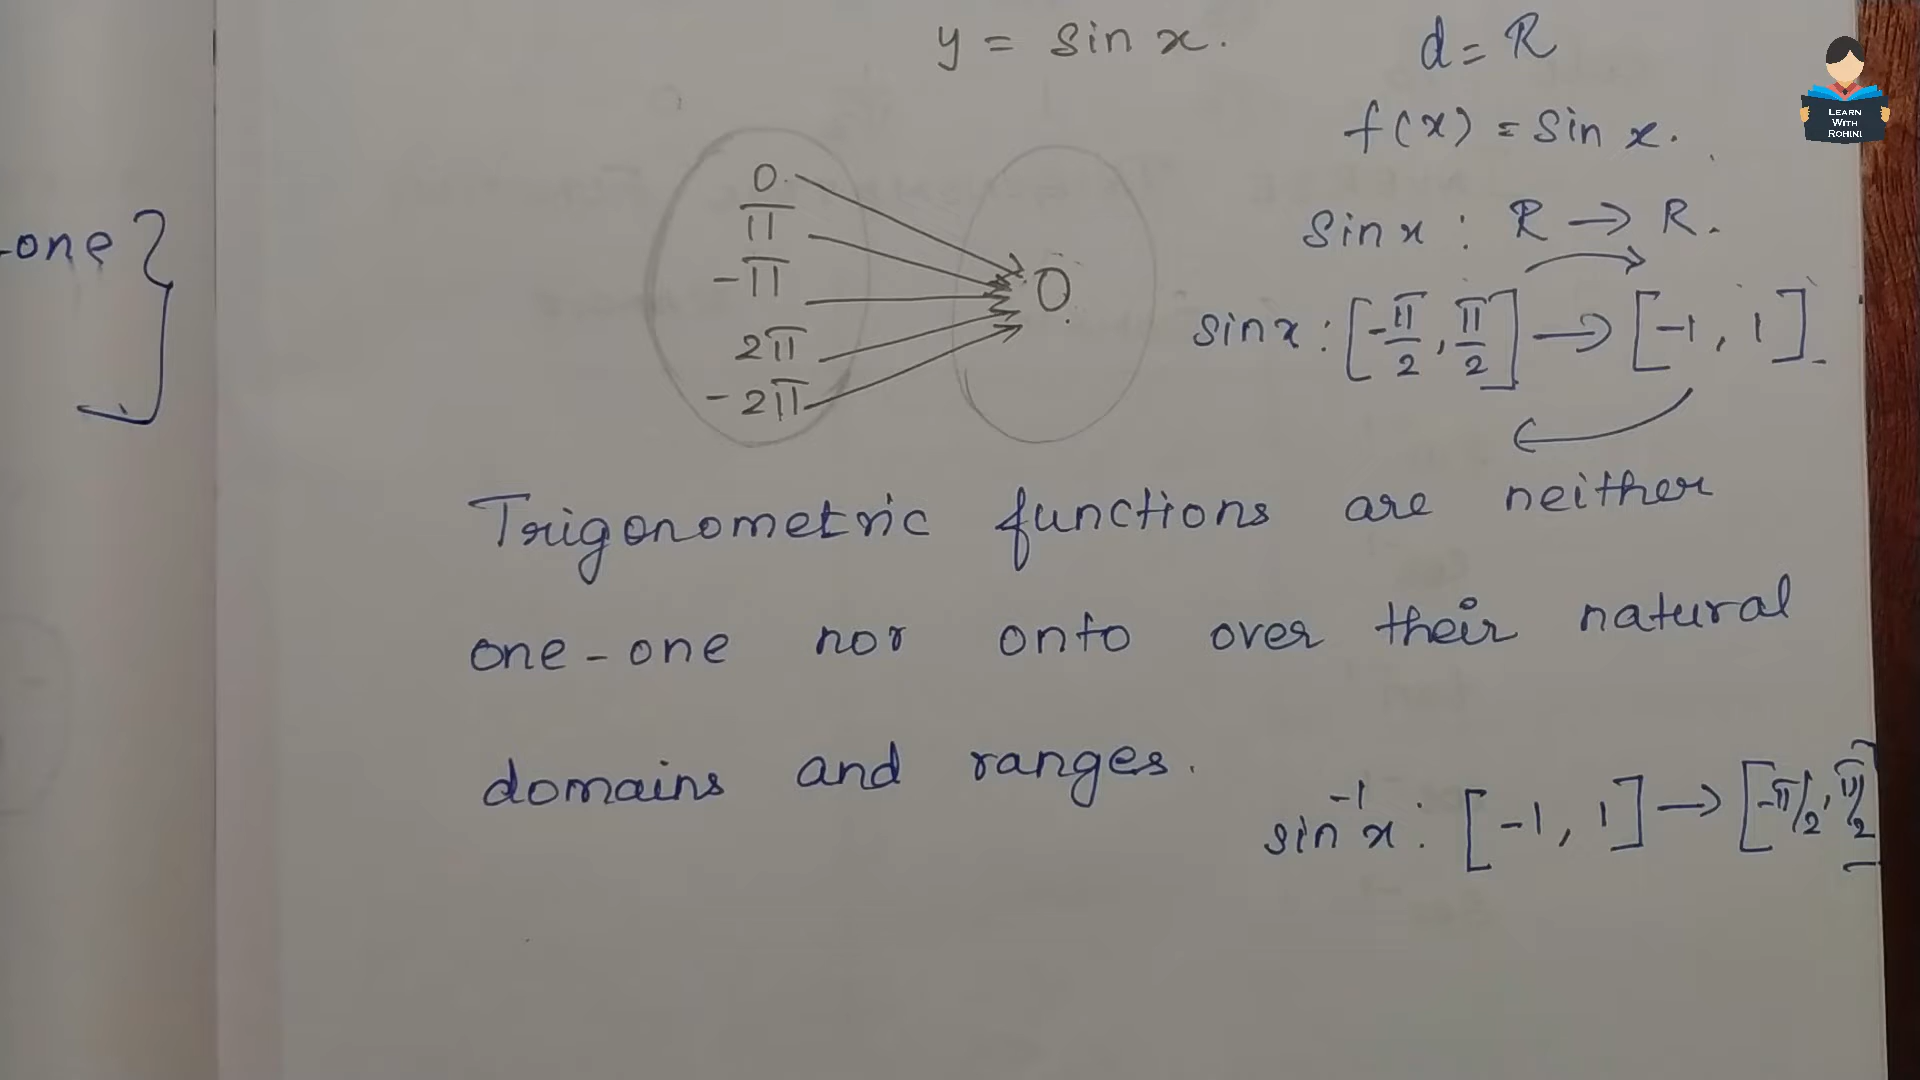 y = sin x.
d = R
f(x) = sin x.
sin x : R → R.
sin x : [-π/2, π/2] → [-1, 1]
-one }
0
π
-π
2π
-2π
0
Trigonometric functions are neither
one-one nor onto over their natural
domains and ranges.
sin⁻¹x : [-1, 1] → [-π/2, π/2]
LEARN
WITH
ROHINI